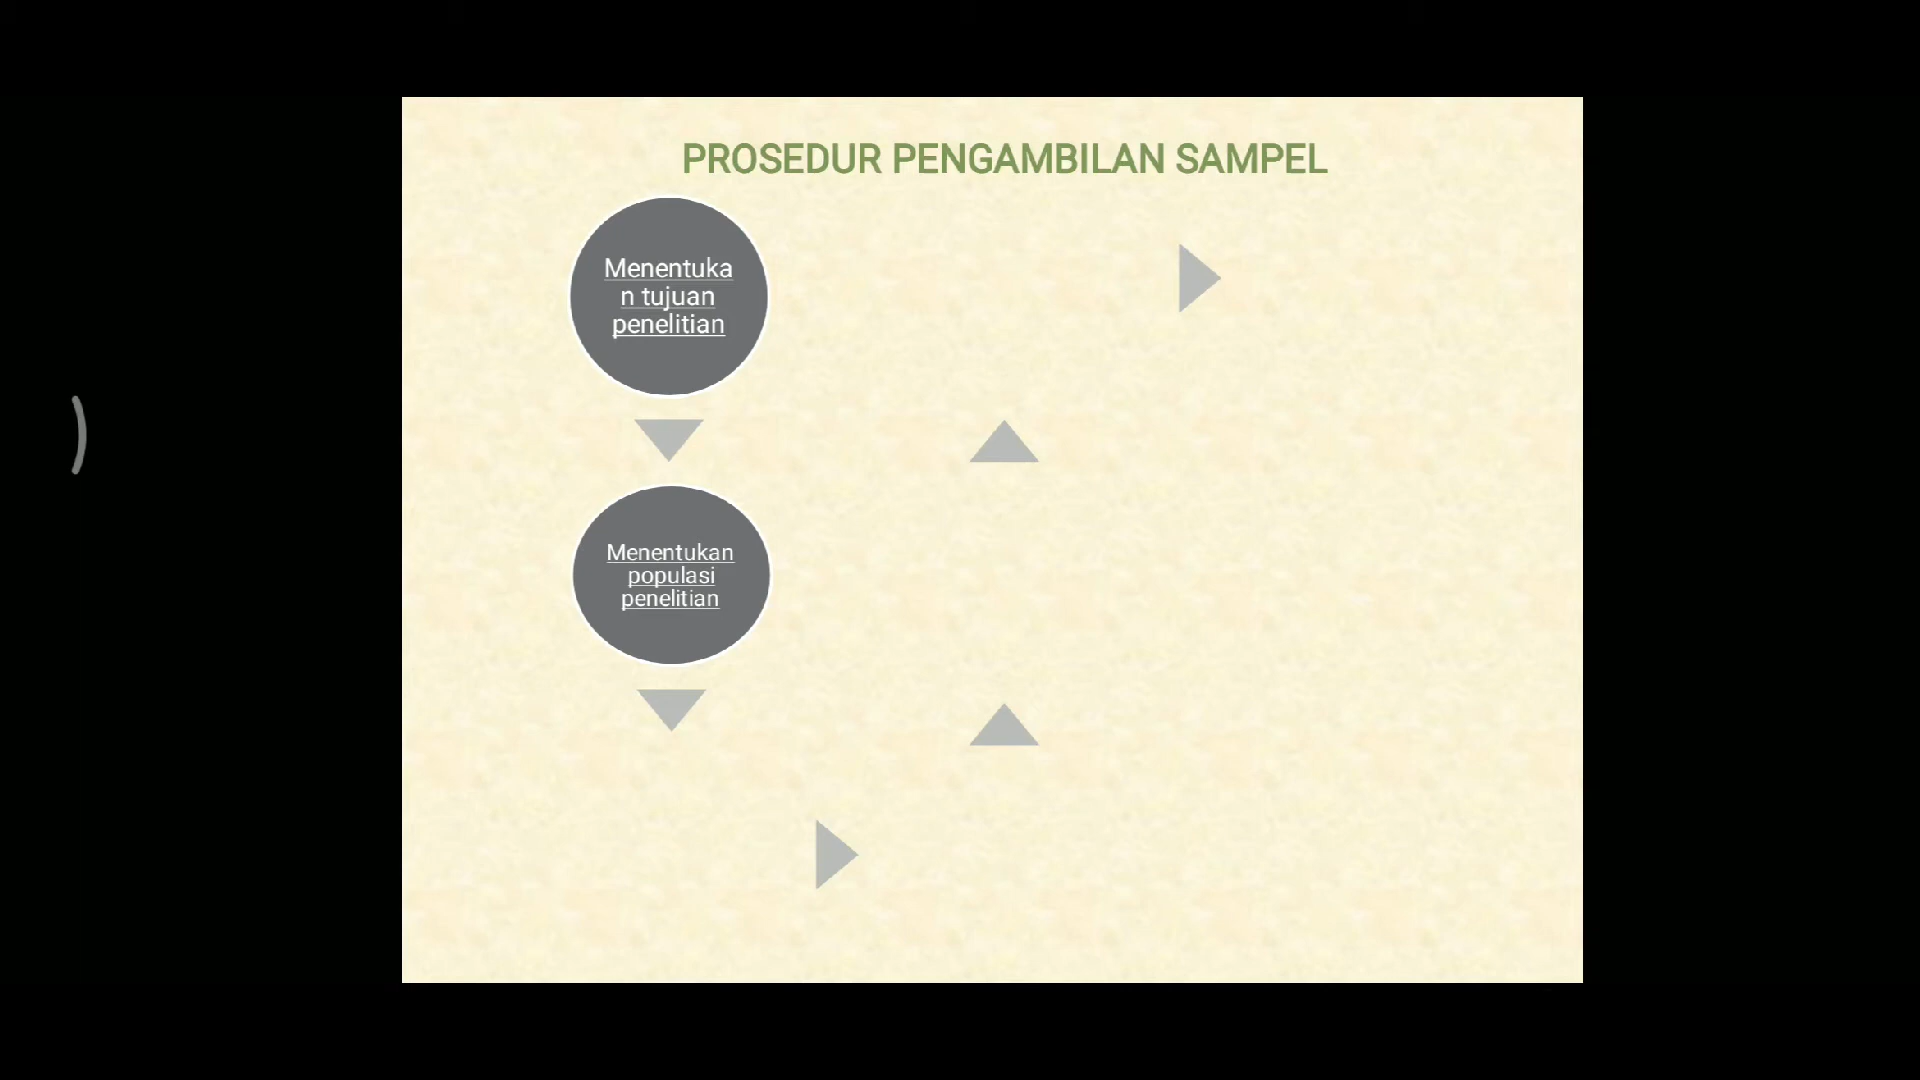 PROSEDUR PENGAMBILAN SAMPEL
Menentuka
n tujuan
penelitian
Menentukan
populasi
penelitian